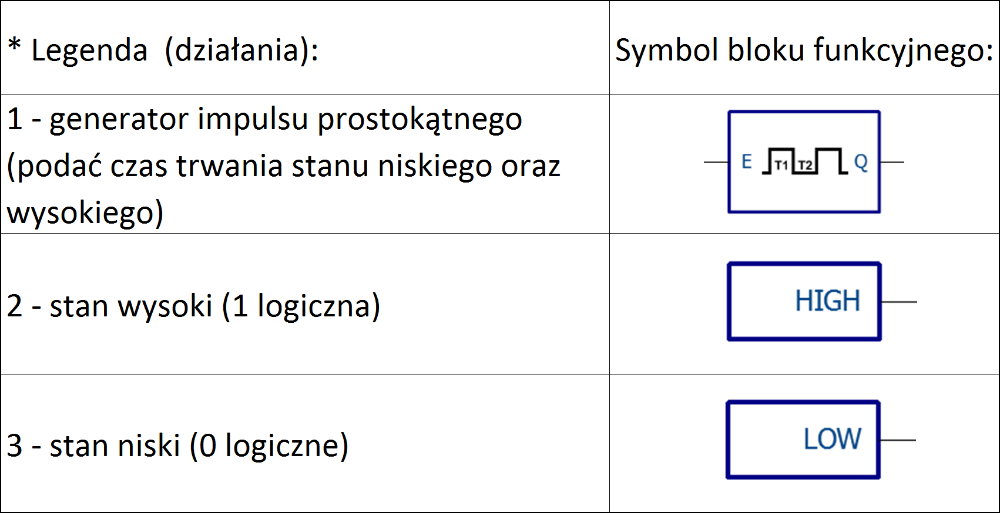 * Legenda  (działania):
Symbol bloku funkcyjnego:
1 - generator impulsu prostokątnego
(podać czas trwania stanu niskiego oraz
wysokiego)
E T1 T2 Q
2 - stan wysoki (1 logiczna)
HIGH
3 - stan niski (0 logiczne)
LOW